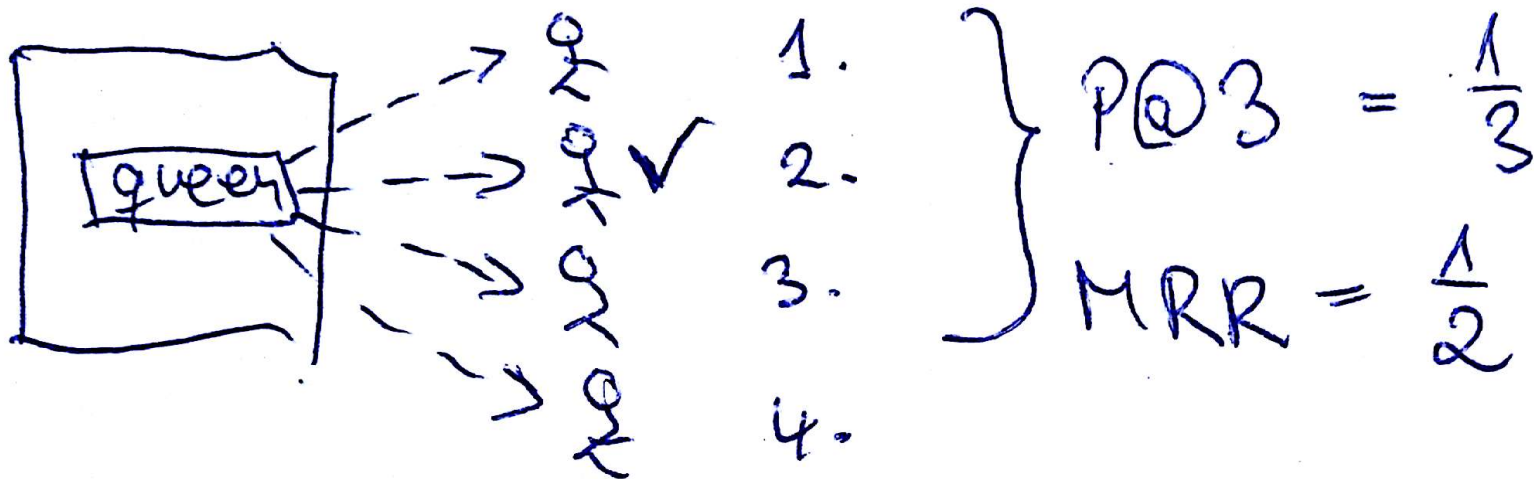 1.
queen
✓ 2.
3.
4.
P@3 = 1/3
MRR = 1/2